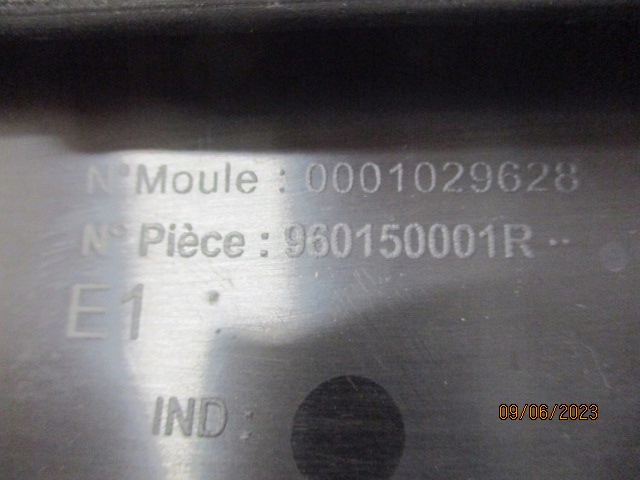 N° Moule : 0001029628
N° Pièce : 960150001R--
E1 :
IND :
09/06/2023